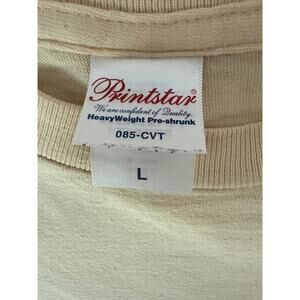 Printstar®
We are confident of Quality.
HeavyWeight Pre-shrunk
085-CVT
L